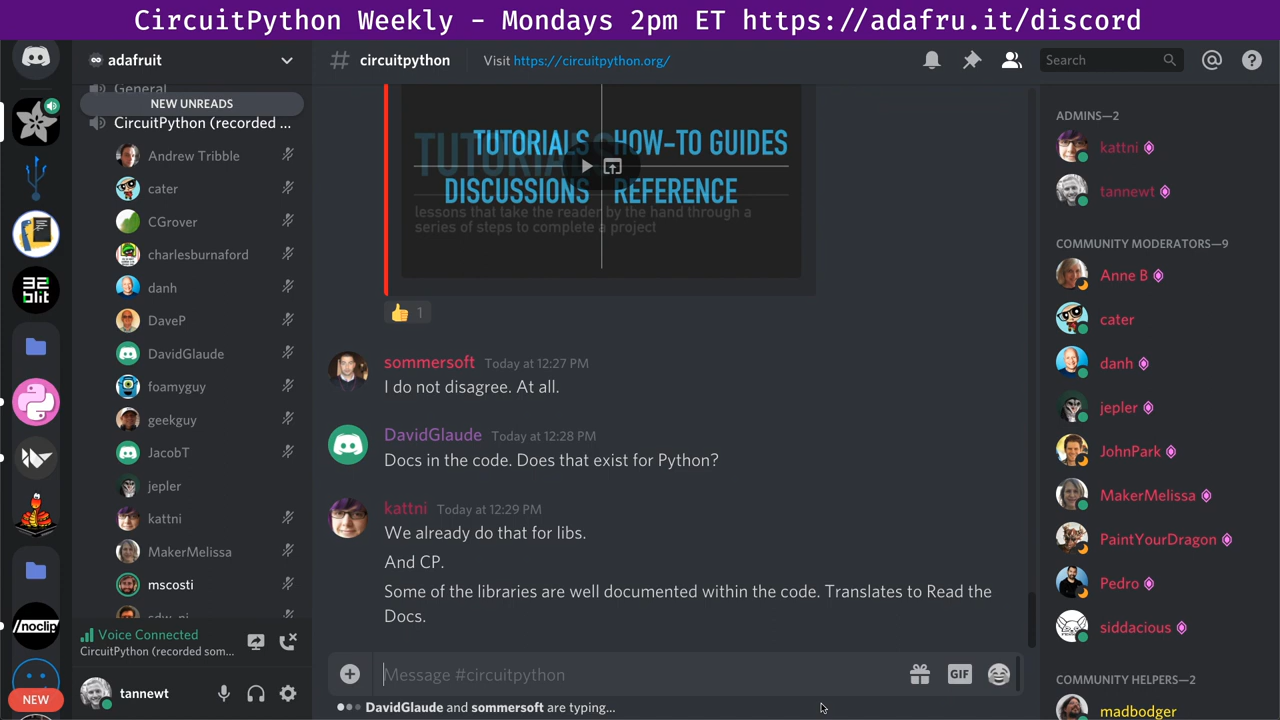 CircuitPython Weekly - Mondays 2pm ET https://adafru.it/discord
adafruit
General
NEW UNREADS
CircuitPython (recorded ...
Andrew Tribble
cater
CGrover
charlesburnaford
danh
DaveP
DavidGlaude
foamyguy
geekguy
JacobT
jepler
kattni
MakerMelissa
mscosti
Voice Connected
CircuitPython (recorded som...
tannewt
32
blit
/noclip
NEW
# circuitpython
Visit https://circuitpython.org/
Search
TUTORIALS HOW-TO GUIDES
DISCUSSIONS REFERENCE
lessons that take the reader by the hand through a
series of steps to complete a project
👍 1
sommersoft Today at 12:27 PM
I do not disagree. At all.
DavidGlaude Today at 12:28 PM
Docs in the code. Does that exist for Python?
kattni Today at 12:29 PM
We already do that for libs.
And CP.
Some of the libraries are well documented within the code. Translates to Read the
Docs.
Message #circuitpython
GIF
DavidGlaude and sommersoft are typing...
ADMINS—2
kattni
tannewt
COMMUNITY MODERATORS—9
Anne B
cater
danh
jepler
JohnPark
MakerMelissa
PaintYourDragon
Pedro
siddacious
COMMUNITY HELPERS—2
madbodger